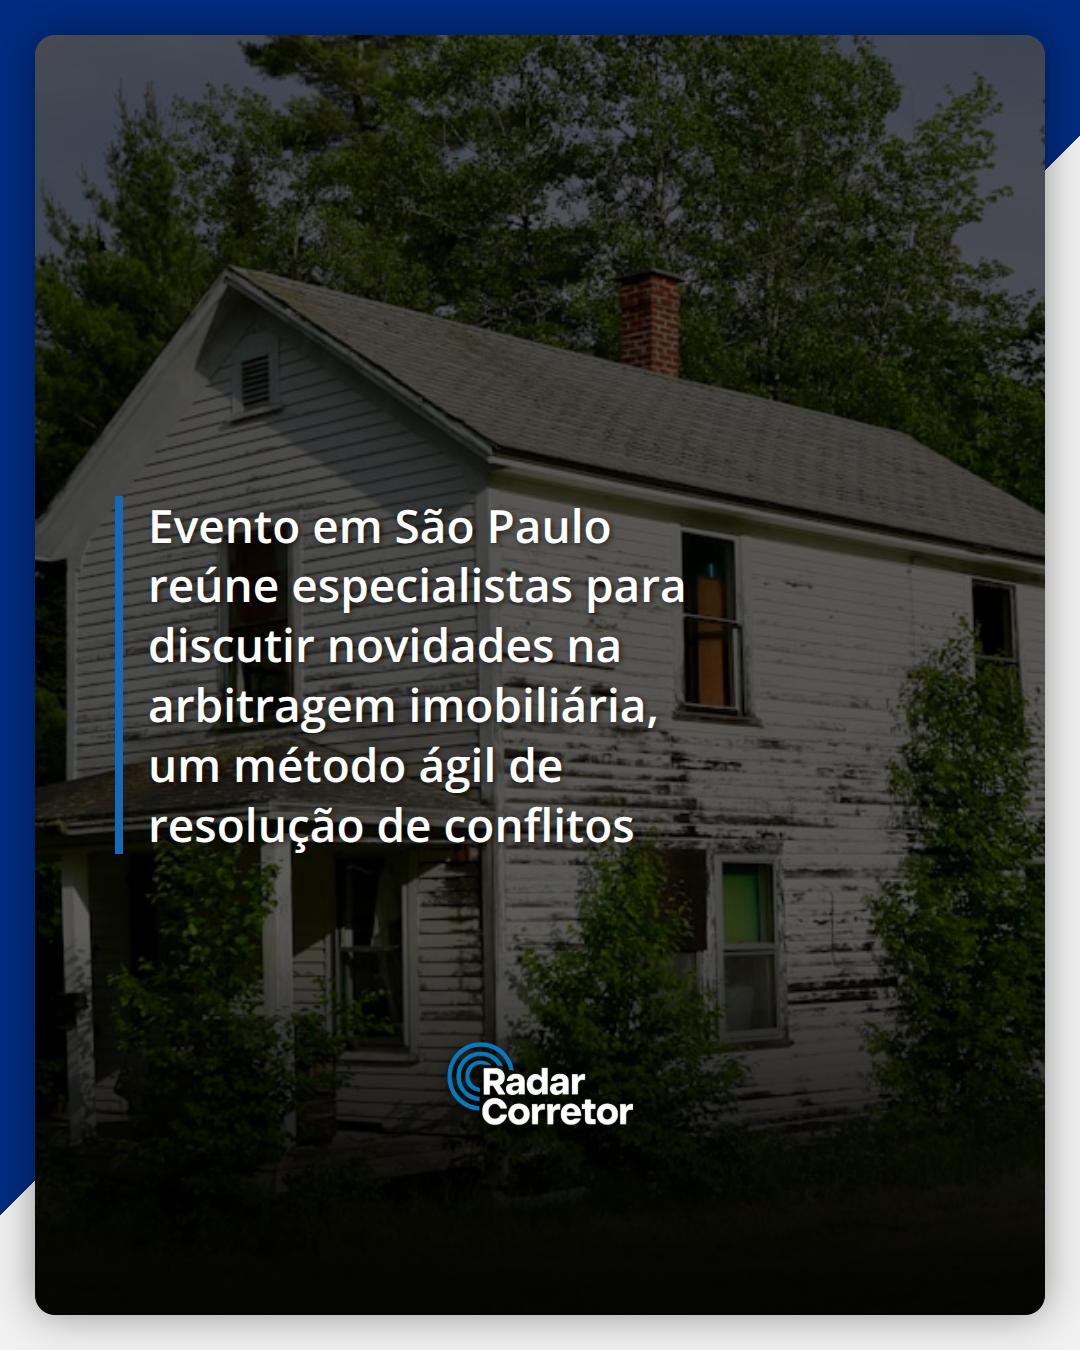 Evento em São Paulo
reúne especialistas para
discutir novidades na
arbitragem imobiliária,
um método ágil de
resolução de conflitos
Radar
Corretor